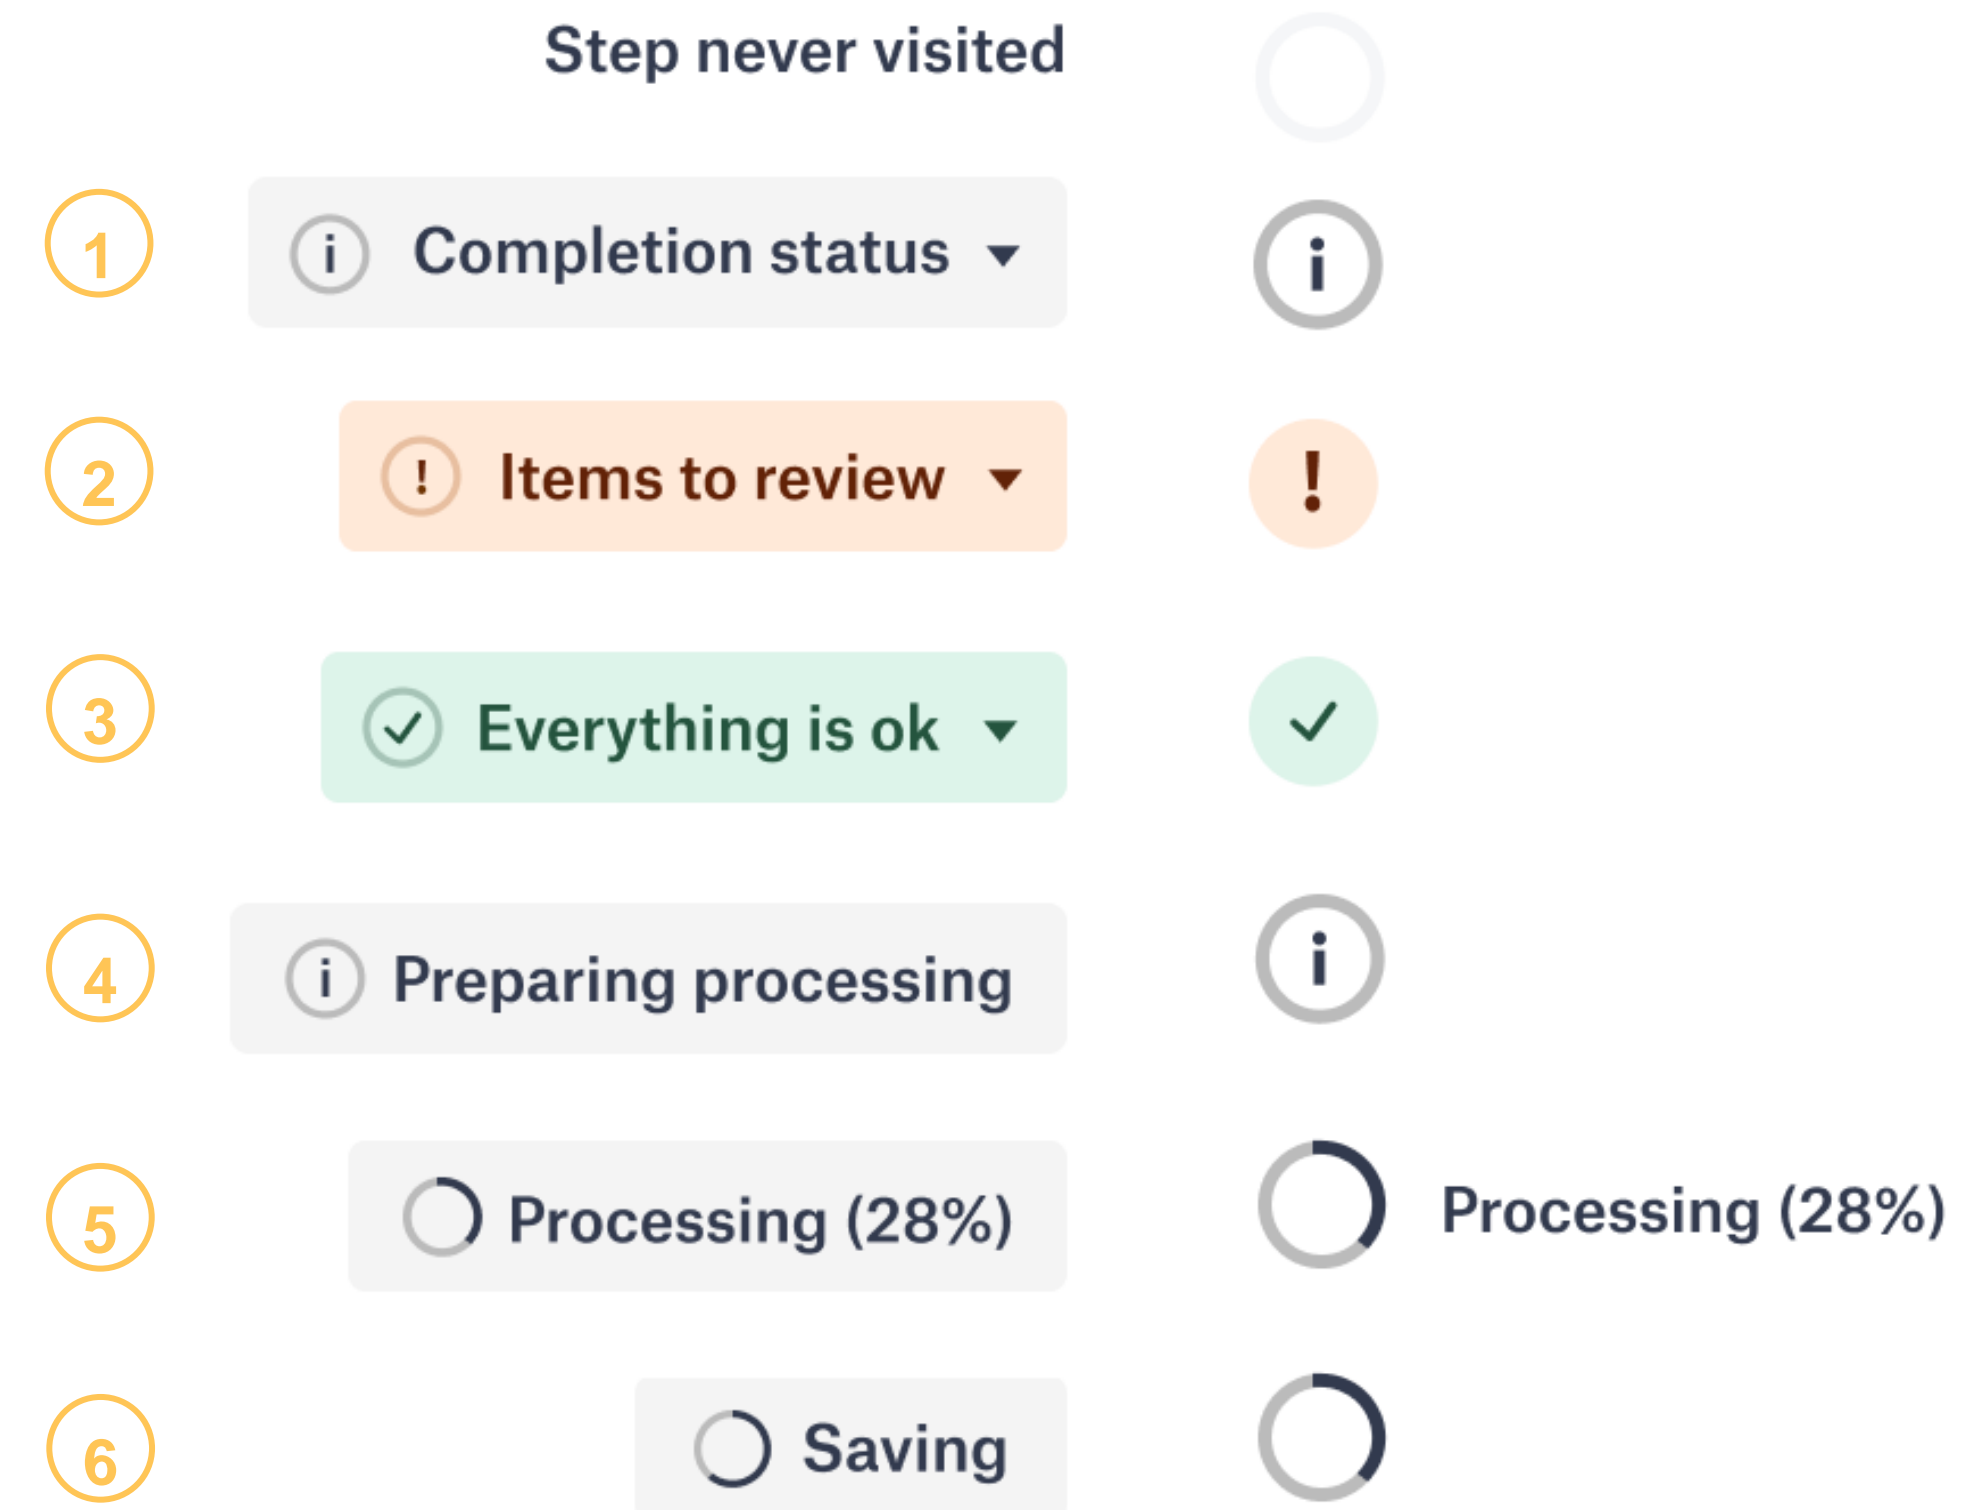 Step never visited
1 i Completion status i
2 ! Items to review !
3 Everything is ok
4 i Preparing processing i
5 Processing (28%) Processing (28%)
6 Saving